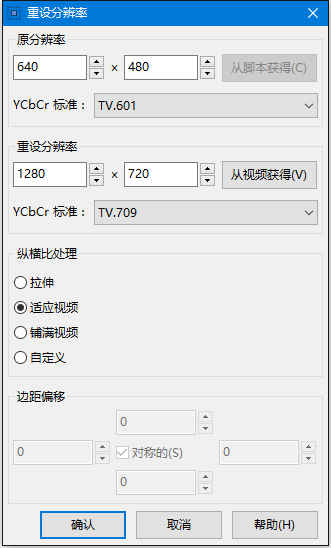 重设分辨率
原分辨率
640 × 480 从脚本获得(C)
YCbCr 标准： TV.601
重设分辨率
1280 × 720 从视频获得(V)
YCbCr 标准： TV.709
纵横比处理
拉伸
适应视频
铺满视频
自定义
边距偏移
0
0 对称的(S) 0
0
确认 取消 帮助(H)